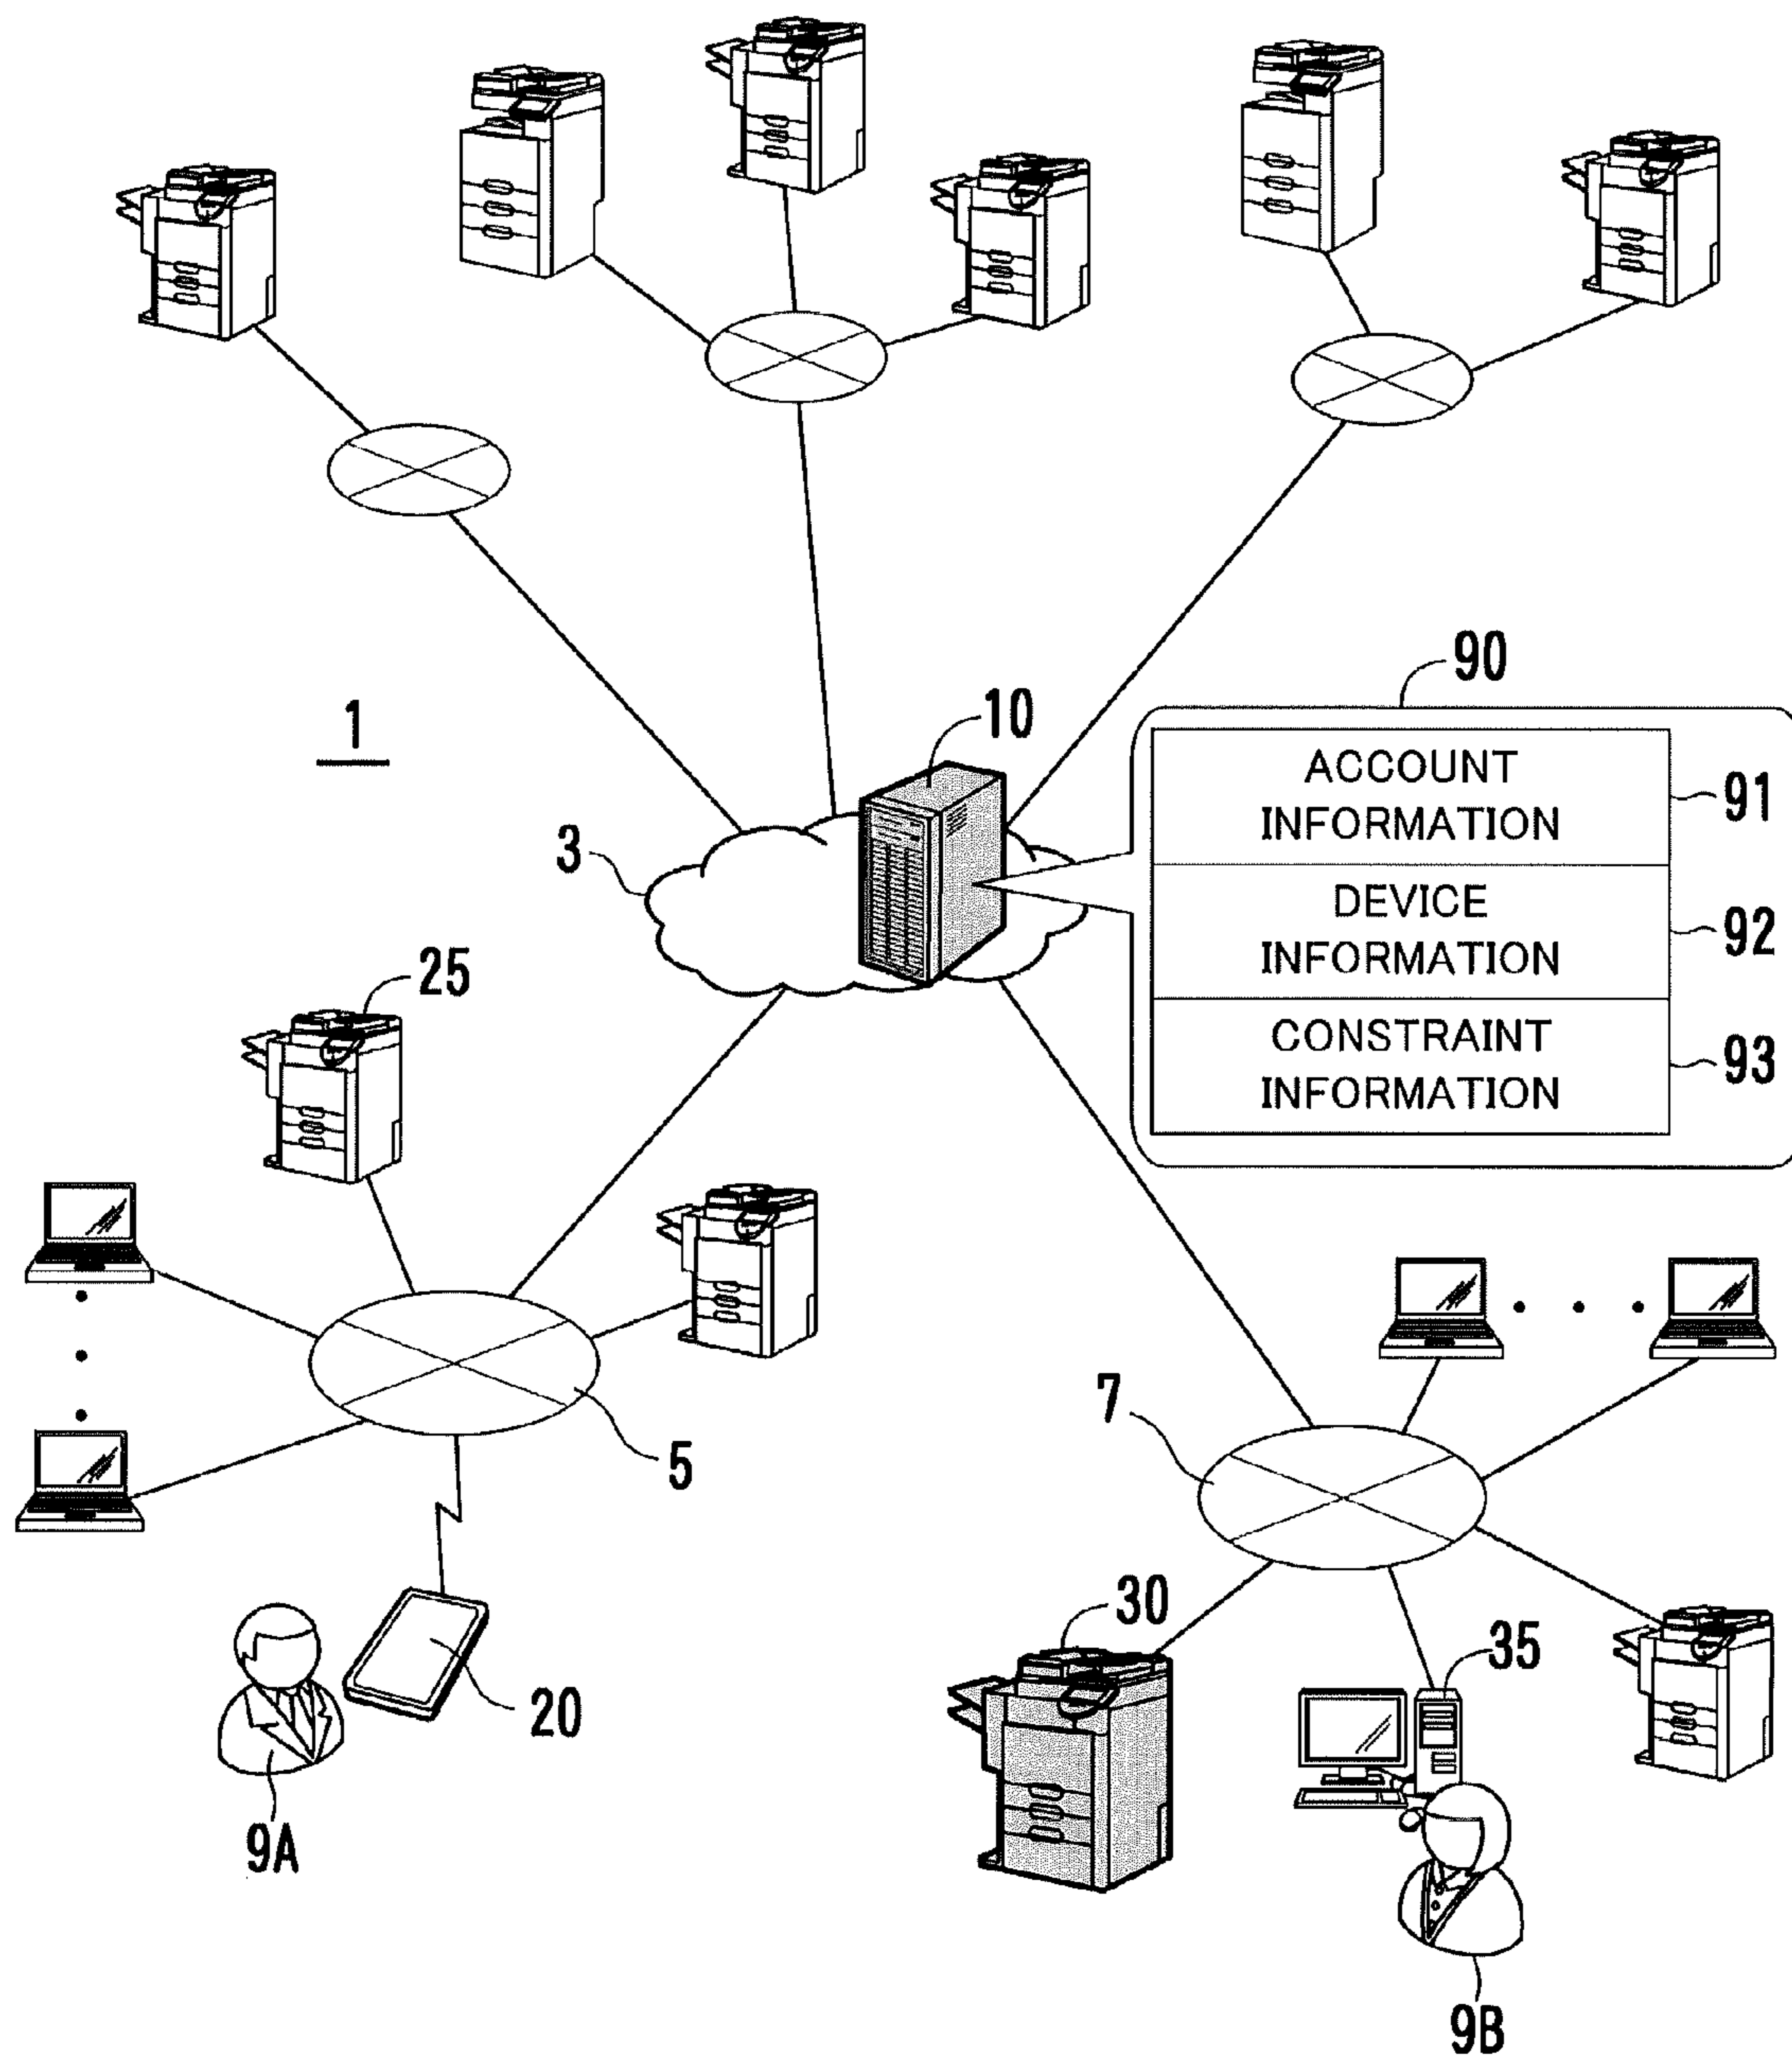 90
10
1
ACCOUNT
INFORMATION
91
3
DEVICE
INFORMATION
92
25
CONSTRAINT
INFORMATION
93
7
5
30
35
20
9A
9B